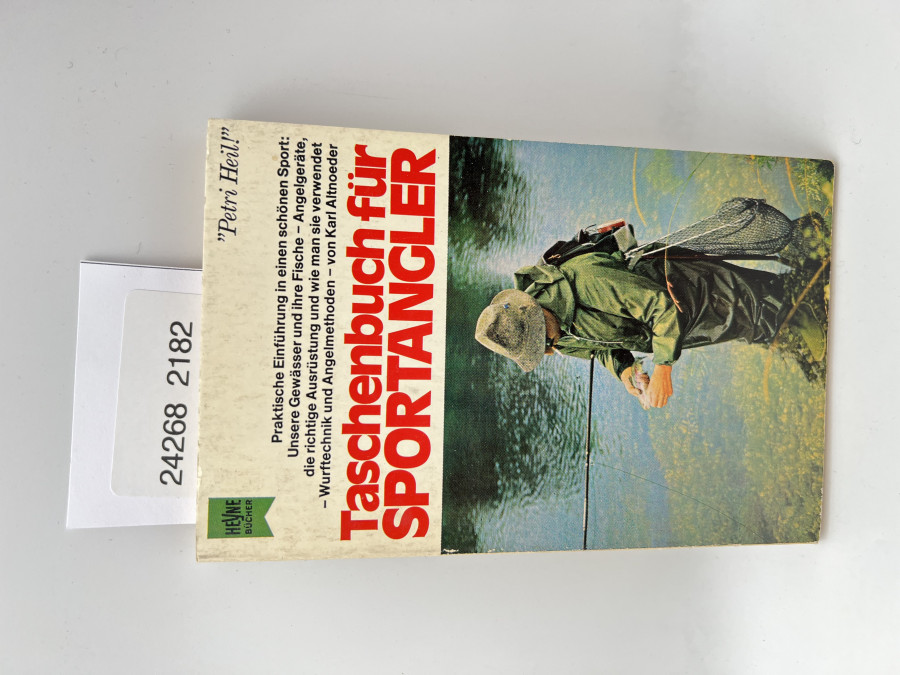 "Petri Heil!"
Praktische Einführung in einen schönen Sport:
Unsere Gewässer und ihre Fische – Angelgeräte,
die richtige Ausrüstung und wie man sie verwendet
– Wurftechnik und Angelmethoden – von Karl Altnoeder
Taschenbuch für
SPORTANGLER
HEYNE
BÜCHER
24268 2182